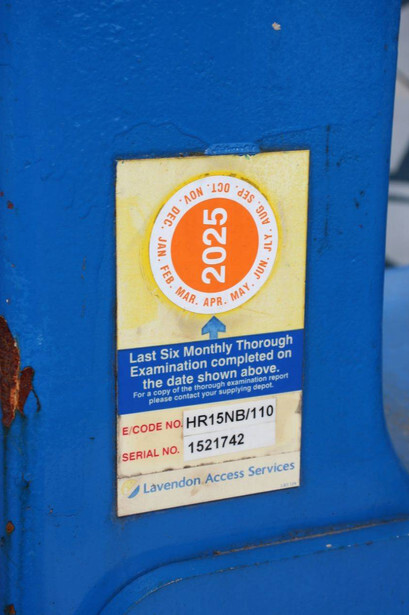 JAN. FEB. MAR. APR. MAY. JUN. JLY. AUG. SEP. OCT. NOV. DEC.
2025
Last Six Monthly Thorough
Examination completed on
the date shown above.
For a copy of the thorough examination report
please contact your supplying depot.
E/CODE NO. HR15NB/110
SERIAL NO. 1521742
Lavendon Access Services